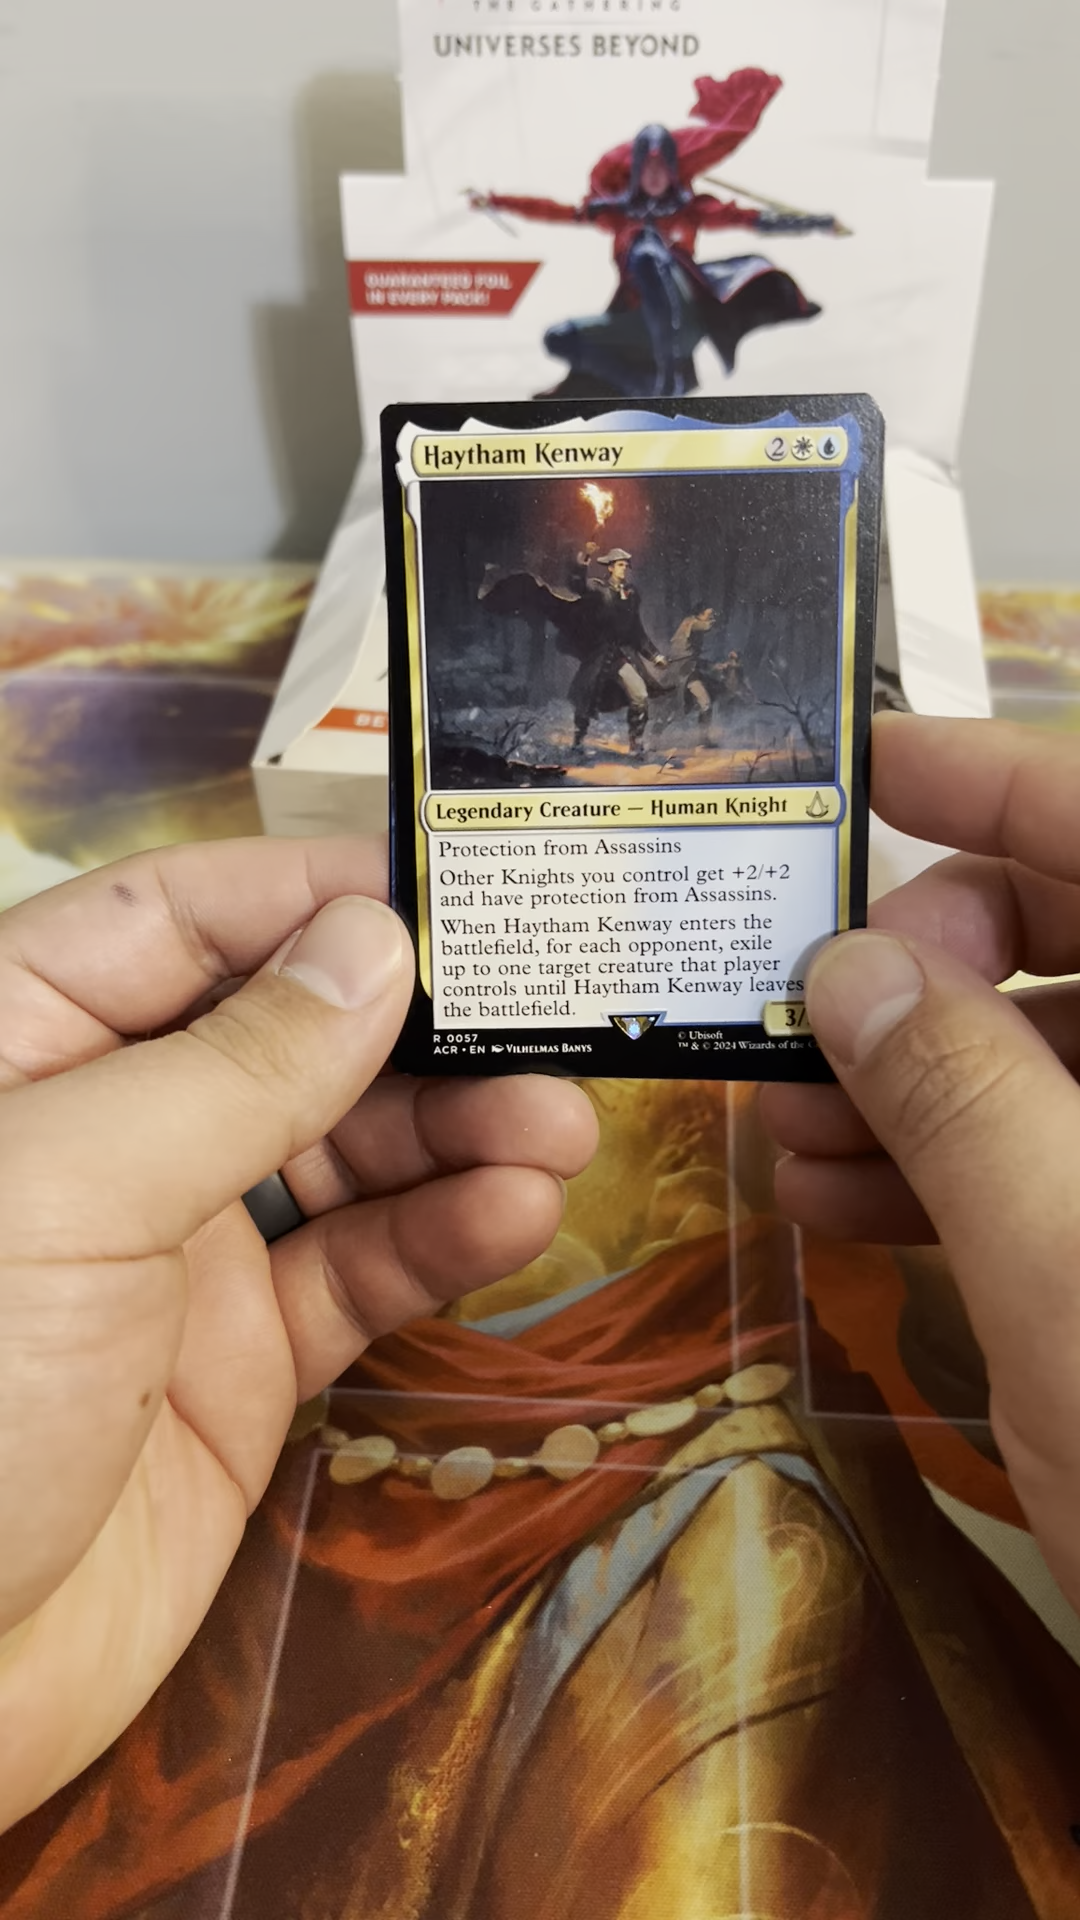 THE GATHERING
UNIVERSES BEYOND
GUARANTEED FOIL
IN EVERY PACK!
Haytham Kenway
2
Legendary Creature — Human Knight
Protection from Assassins
Other Knights you control get +2/+2
and have protection from Assassins.
When Haytham Kenway enters the
battlefield, for each opponent, exile
up to one target creature that player
controls until Haytham Kenway leaves
the battlefield.
3/
R 0057
ACR • EN VILHELMAS BANYS
© Ubisoft
™ & © 2024 Wizards of the
BE